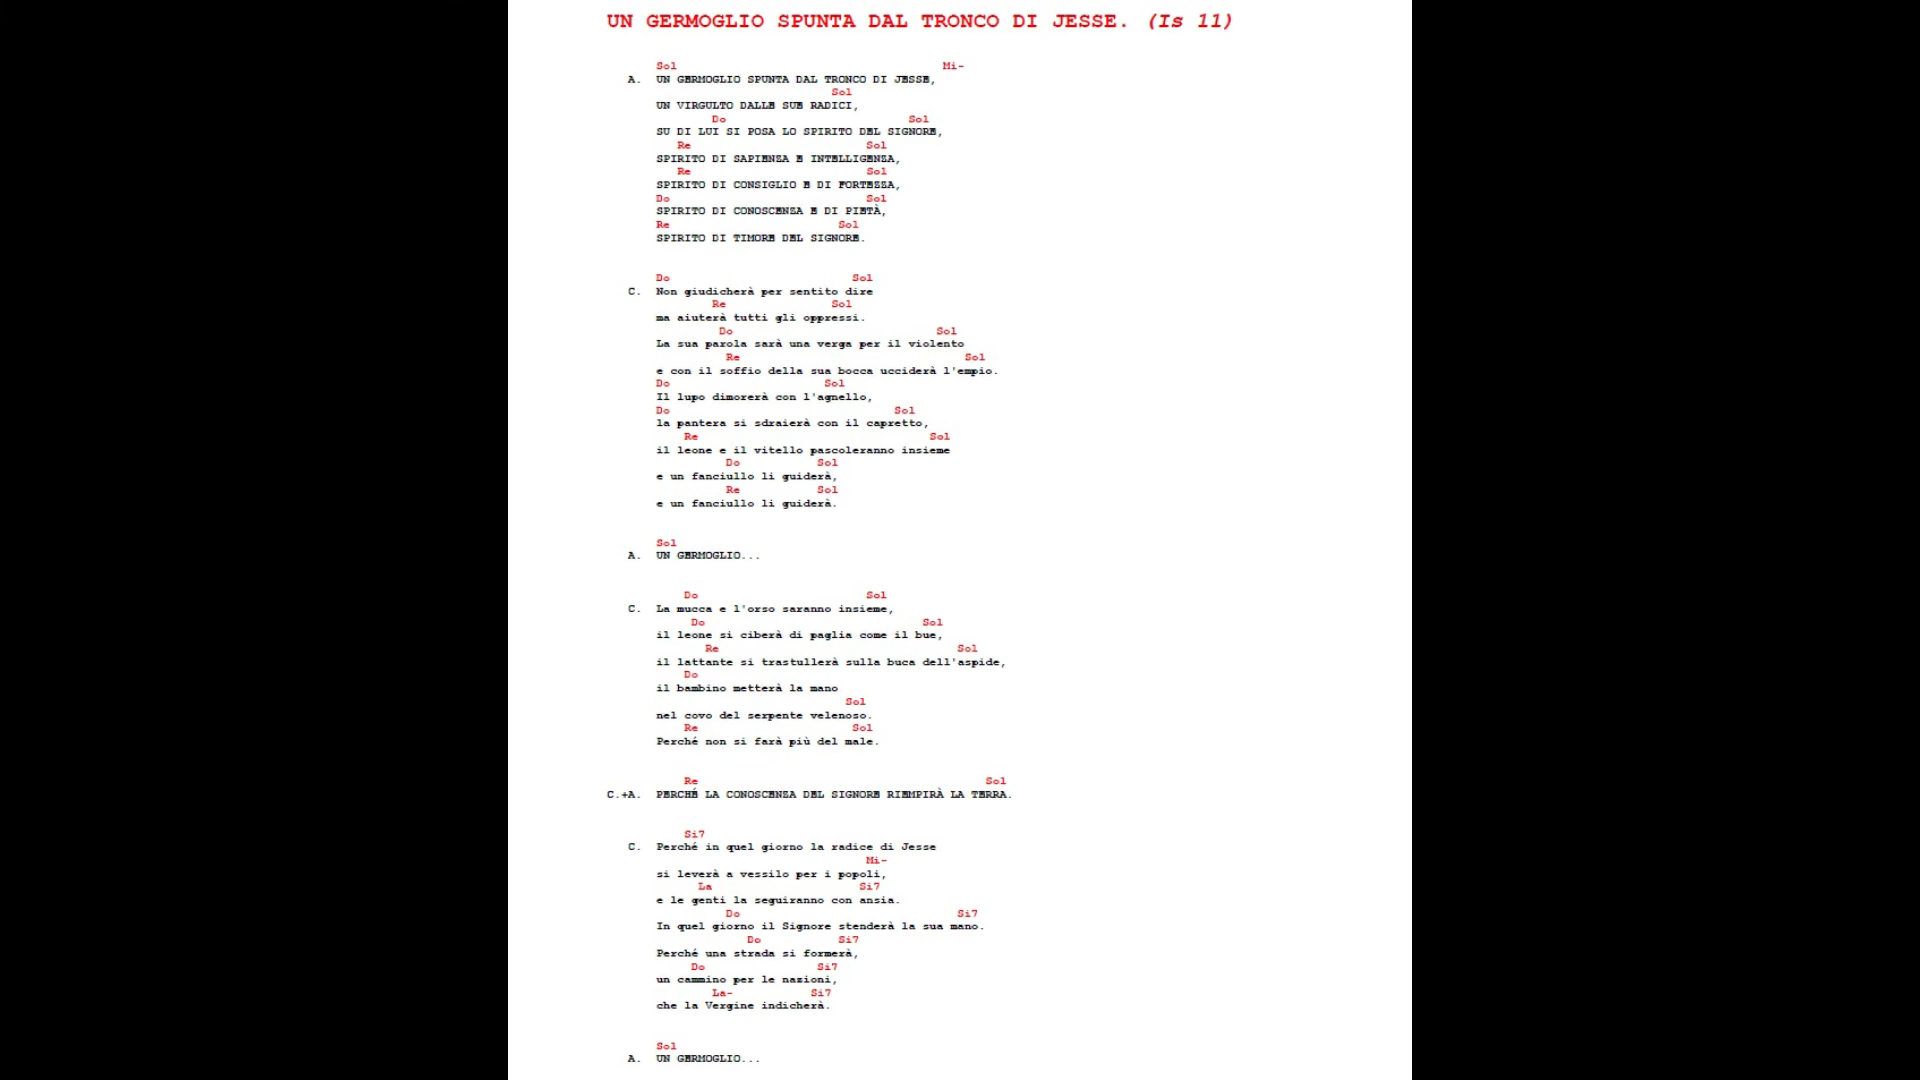 UN GERMOGLIO SPUNTA DAL TRONCO DI JESSE. (Is 11)
Sol Mi-
A. UN GERMOGLIO SPUNTA DAL TRONCO DI JESSE,
Sol
UN VIRGULTO DALLE SUE RADICI,
Do Sol
SU DI LUI SI POSA LO SPIRITO DEL SIGNORE,
Re Sol
SPIRITO DI SAPIENZA E INTELLIGENZA,
Re Sol
SPIRITO DI CONSIGLIO E DI FORTEZZA,
Do Sol
SPIRITO DI CONOSCENZA E DI PIETÀ,
Re Sol
SPIRITO DI TIMORE DEL SIGNORE.
Do Sol
C. Non giudicherà per sentito dire
Re Sol
ma aiuterà tutti gli oppressi.
Do Sol
La sua parola sarà una verga per il violento
Re Sol
e con il soffio della sua bocca ucciderà l'empio.
Do Sol
Il lupo dimorerà con l'agnello,
Do Sol
la pantera si sdraierà con il capretto,
Re Sol
il leone e il vitello pascoleranno insieme
Do Sol
e un fanciullo li guiderà,
Re Sol
e un fanciullo li guiderà.
Sol
A. UN GERMOGLIO...
Do Sol
C. La mucca e l'orso saranno insieme,
Do Sol
il leone si ciberà di paglia come il bue,
Re Sol
il lattante si trastullerà sulla buca dell'aspide,
Do
il bambino metterà la mano
Sol
nel covo del serpente velenoso.
Re Sol
Perché non si farà più del male.
Re Sol
C.+A. PERCHÉ LA CONOSCENZA DEL SIGNORE RIEMPIRÀ LA TERRA.
Si7
C. Perché in quel giorno la radice di Jesse
Mi-
si leverà a vessilo per i popoli,
La Si7
e le genti la seguiranno con ansia.
Do Si7
In quel giorno il Signore stenderà la sua mano.
Do Si7
Perché una strada si formerà,
Do Si7
un cammino per le nazioni,
La- Si7
che la Vergine indicherà.
Sol
A. UN GERMOGLIO...